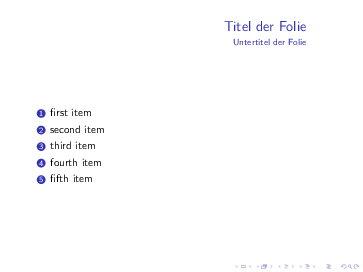 Titel der Folie
Untertitel der Folie
1 first item
2 second item
3 third item
4 fourth item
5 fifth item